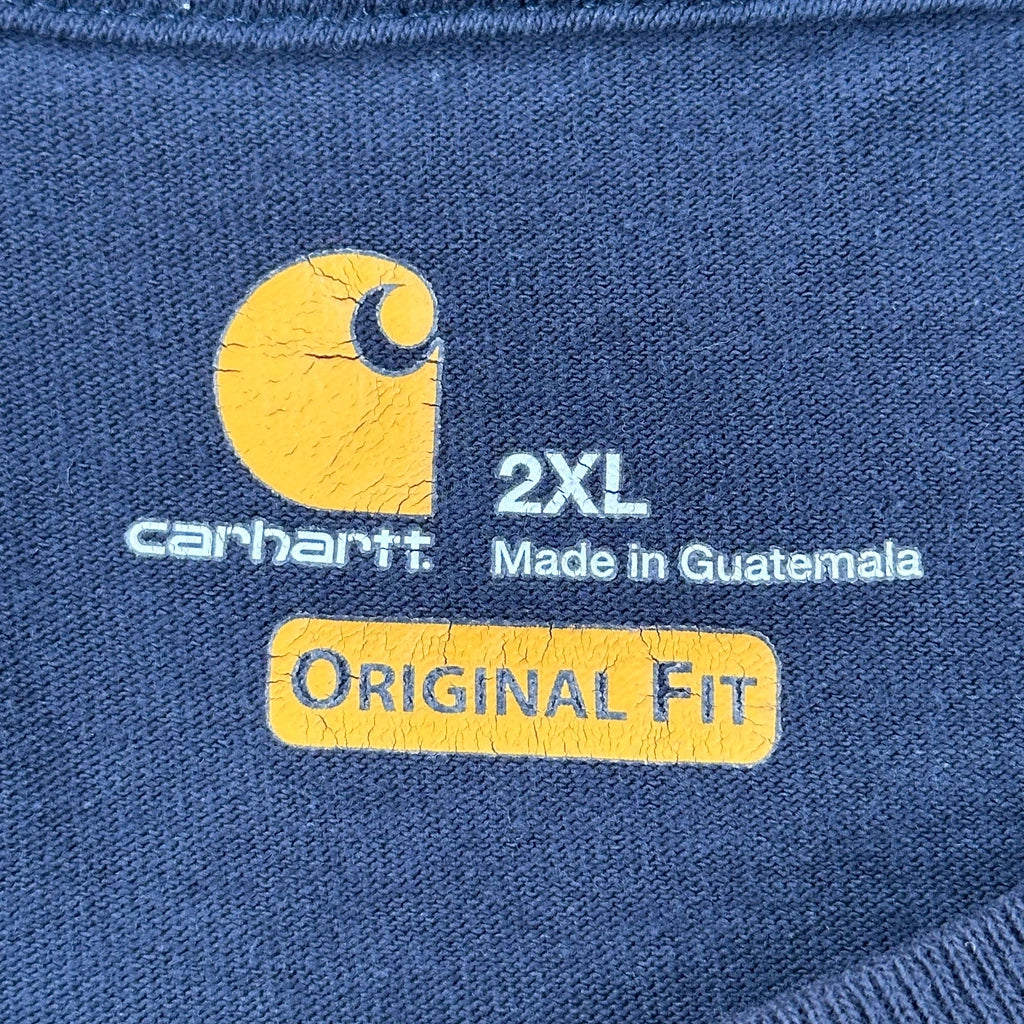 2XL
carhartt.
Made in Guatemala
ORIGINAL FIT